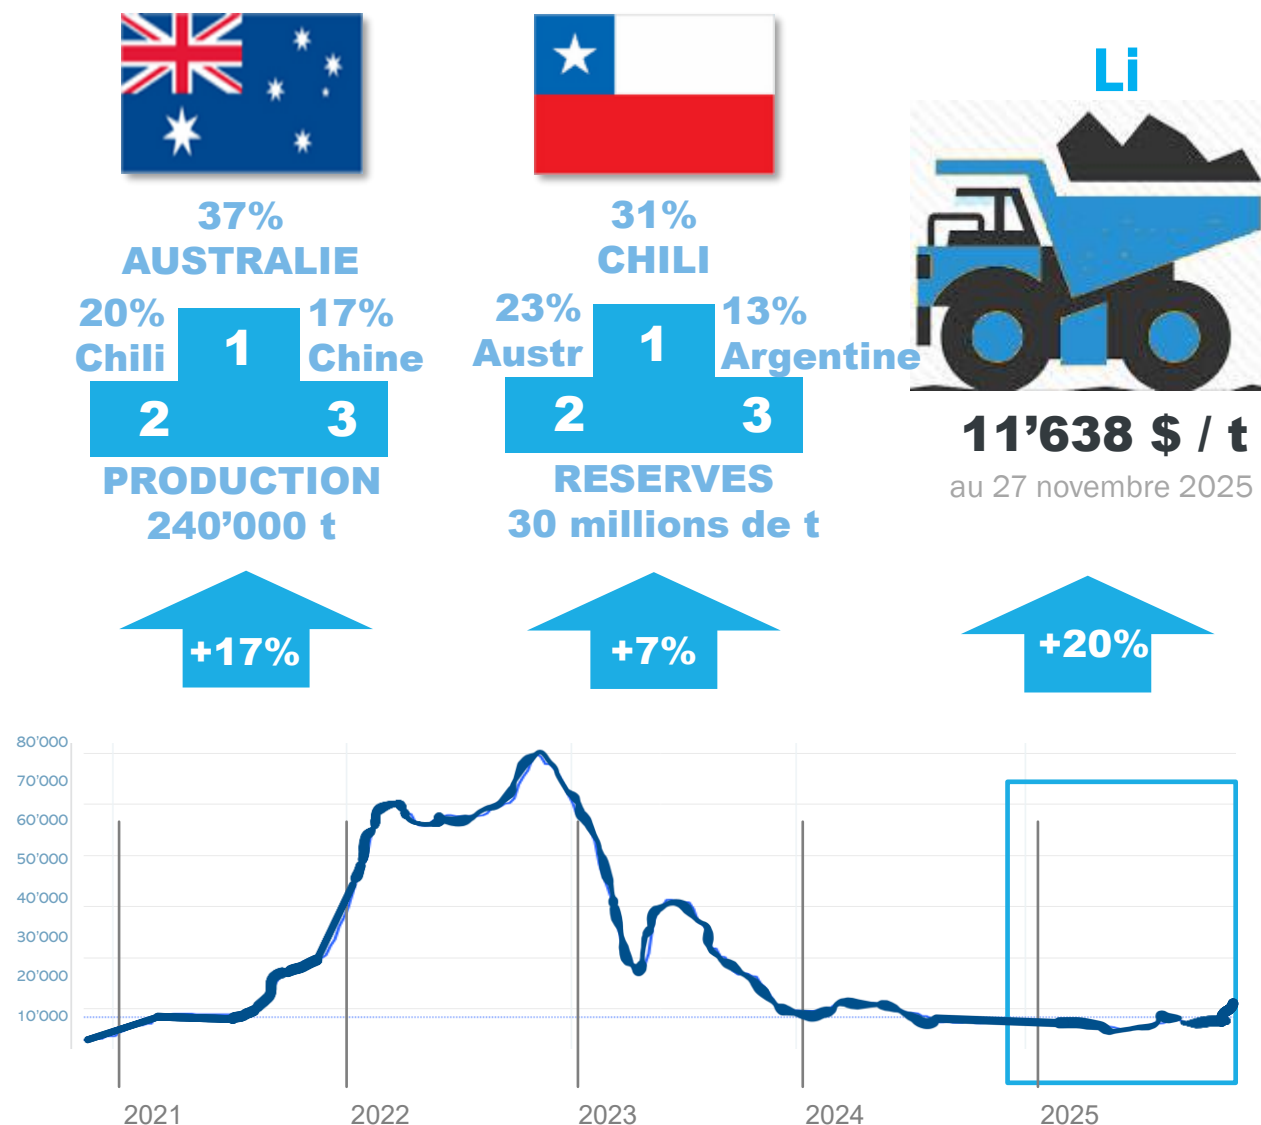 Li
37%
AUSTRALIE
20%
Chili
1
17%
Chine
2
3
PRODUCTION
240’000 t
31%
CHILI
23%
Austr
1
13%
Argentine
2
3
RESERVES
30 millions de t
11’638 $ / t
au 27 novembre 2025
+17%
+7%
+20%
80’000
70’000
60’000
50’000
40’000
30’000
20’000
10’000
2021
2022
2023
2024
2025